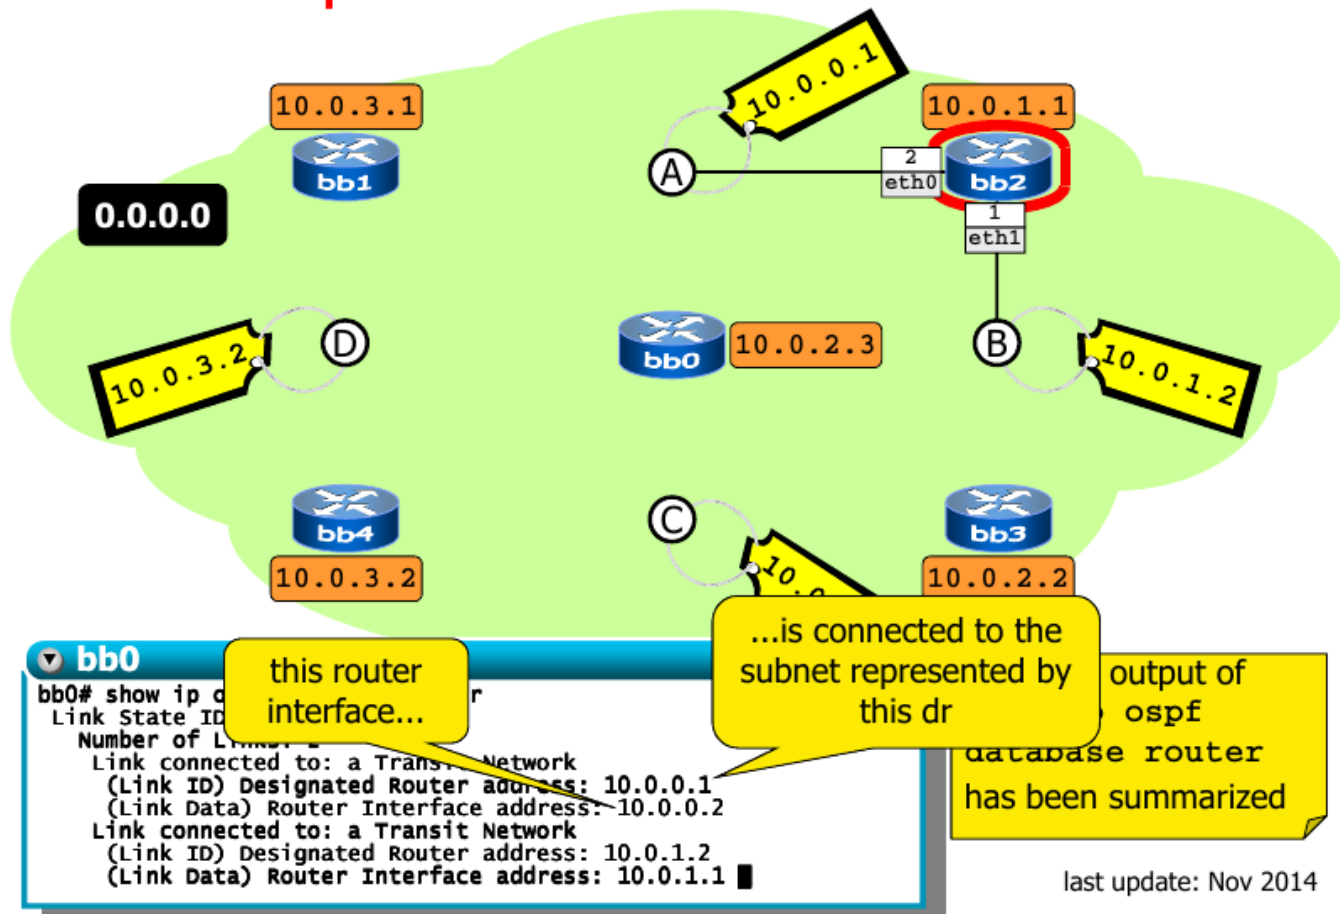 10.0.3.1
bb1
10.0.0.1
10.0.1.1
A
2
eth0
bb2
1
eth1
0.0.0.0
10.0.3.2
D
bb0
10.0.2.3
B
10.0.1.2
bb4
10.0.3.2
C
10.0
bb3
10.0.2.2
bb0
this router
interface...
...is connected to the
subnet represented by
this dr
output of
ospf
database router
has been summarized
bb0# show ip
Link State ID
Number of Links:
Link connected to: a Transit Network
(Link ID) Designated Router address: 10.0.0.1
(Link Data) Router Interface address: 10.0.0.2
Link connected to: a Transit Network
(Link ID) Designated Router address: 10.0.1.2
(Link Data) Router Interface address: 10.0.1.1
last update: Nov 2014